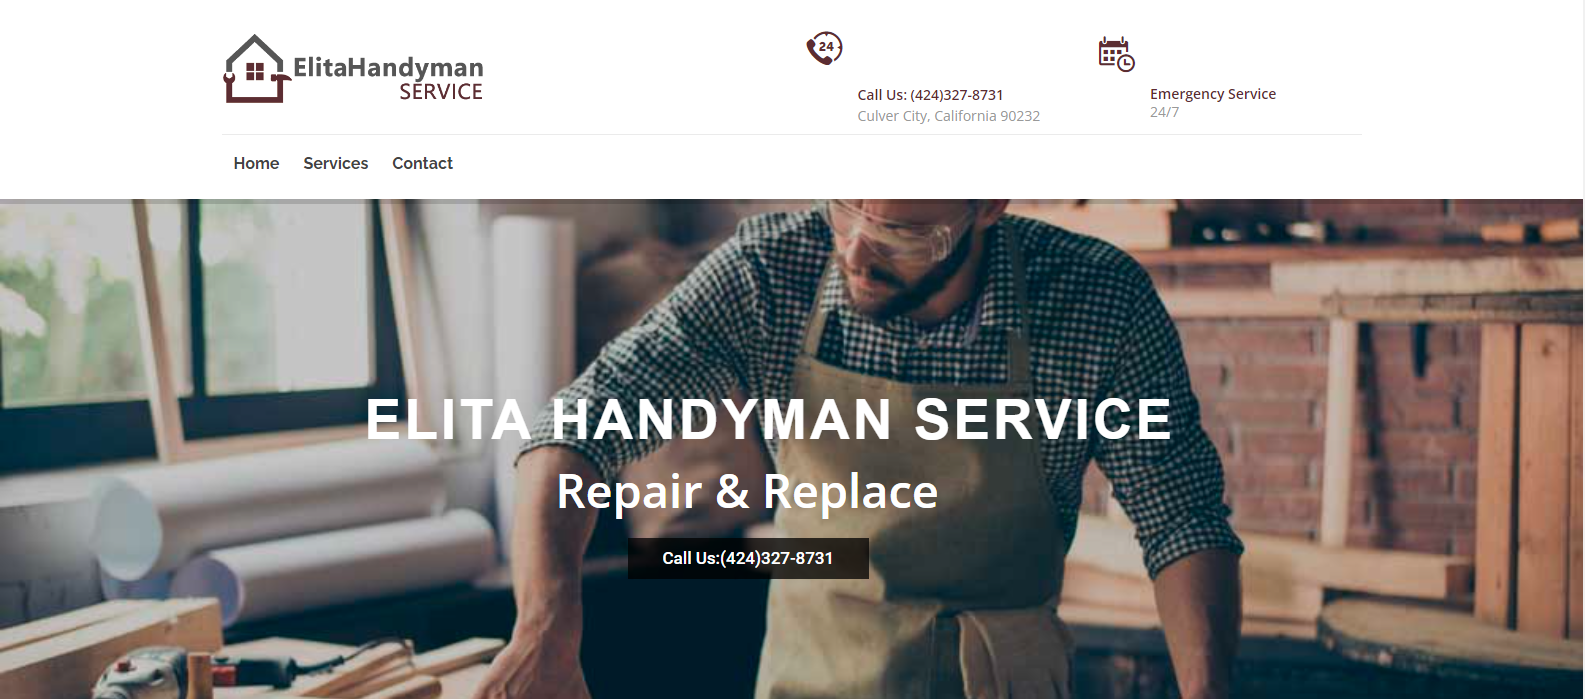 ElitaHandyman
SERVICE
24
Call Us: (424)327-8731
Culver City, California 90232
Emergency Service
24/7
Home Services Contact
ELITA HANDYMAN SERVICE
Repair & Replace
Call Us:(424)327-8731